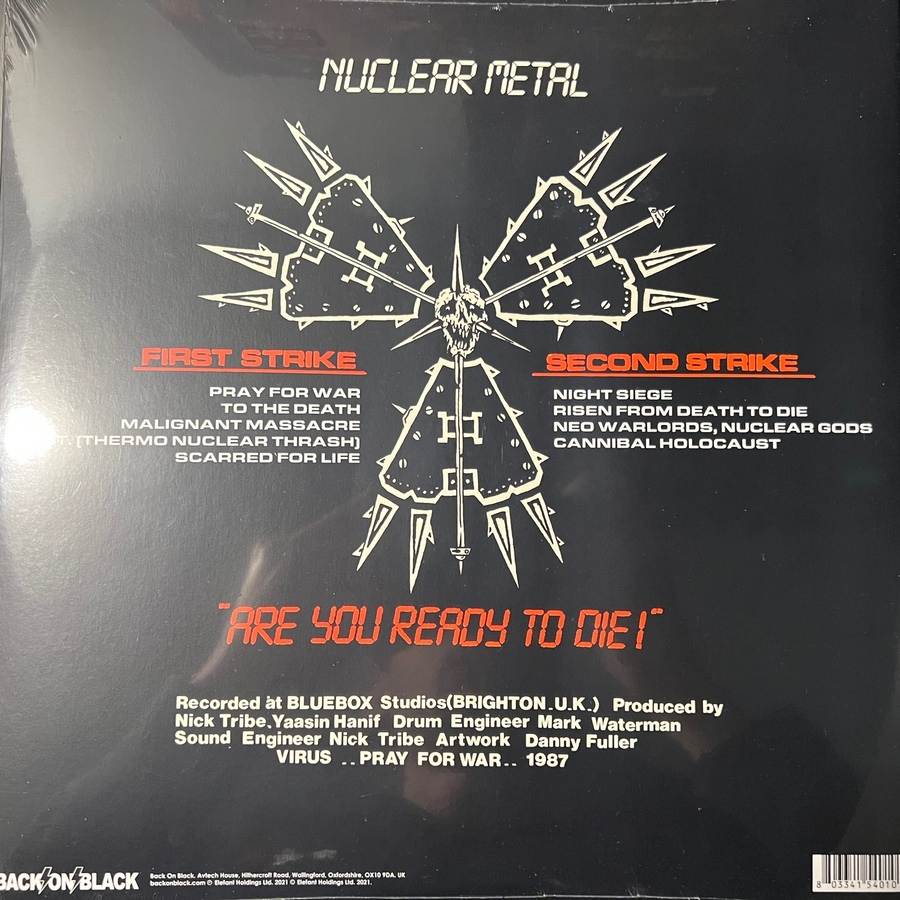 NUCLEAR METAL
FIRST STRIKE
PRAY FOR WAR
TO THE DEATH
MALIGNANT MASSACRE
T. (THERMO NUCLEAR THRASH)
SCARRED FOR LIFE
SECOND STRIKE
NIGHT SIEGE
RISEN FROM DEATH TO DIE
NEO WARLORDS, NUCLEAR GODS
CANNIBAL HOLOCAUST
"ARE YOU READY TO DIE!"
Recorded at BLUEBOX Studios(BRIGHTON.U.K.) Produced by
Nick Tribe,Yaasin Hanif Drum Engineer Mark Waterman
Sound Engineer Nick Tribe Artwork Danny Fuller
VIRUS ..PRAY FOR WAR.. 1987
BACK ON BLACK
Back On Black. Avtech House, Hithercroft Road, Wallingford, Oxfordshire, OX10 9DA, UK
backonblack.com ℗ Elefant Holdings Ltd. 2021 © Elefant Holdings Ltd. 2021.
8 03341 54010